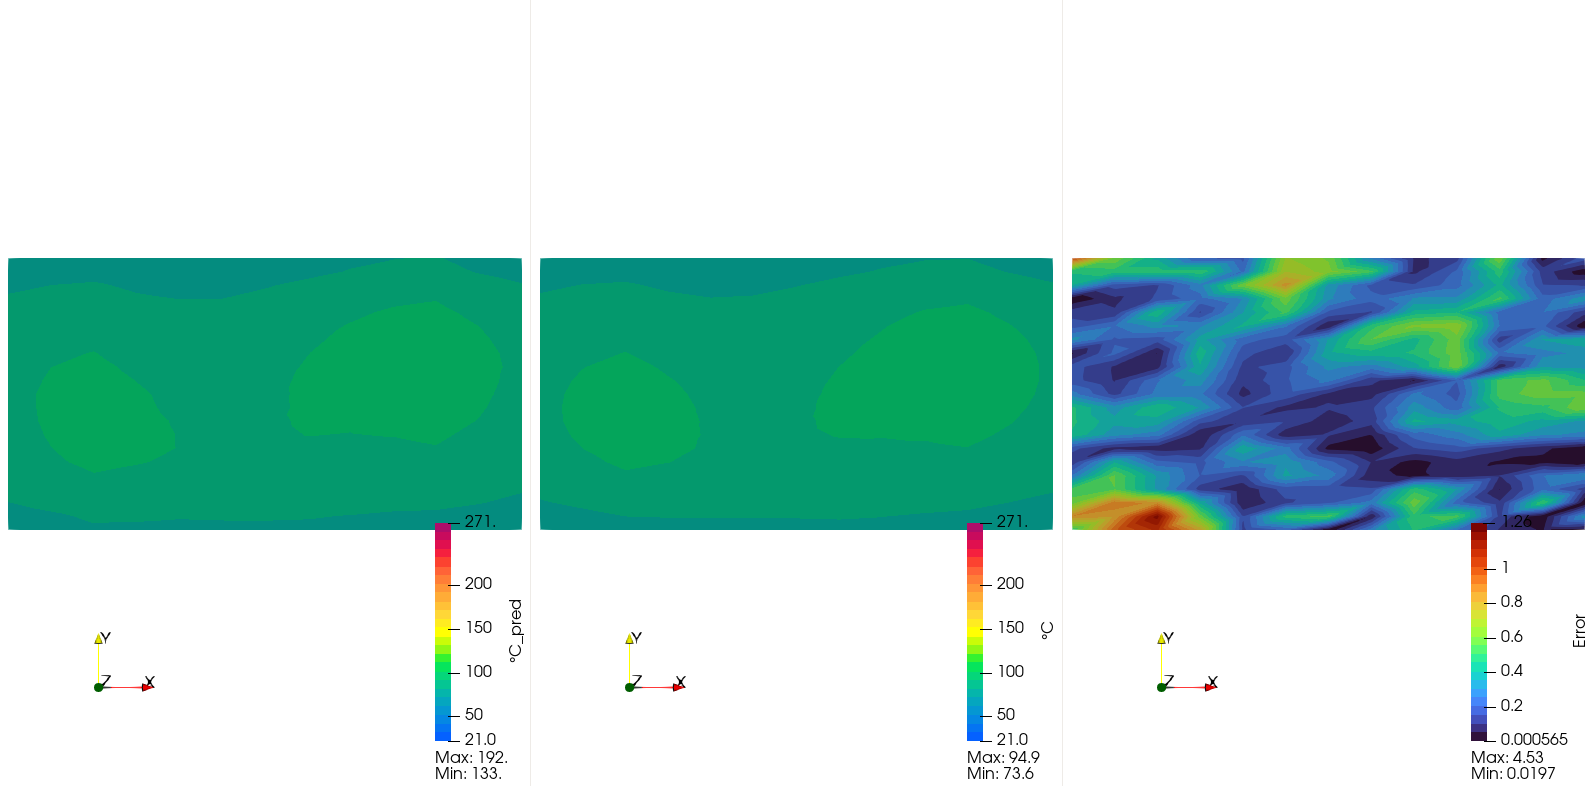 271.
200
150
100
50
21.0
°C_pred
Max: 192.
Min: 133.
Y
Z
X
271.
200
150
100
50
21.0
°C
Max: 94.9
Min: 73.6
Y
Z
X
1.26
1
0.8
0.6
0.4
0.2
0.000565
Error
Max: 4.53
Min: 0.0197
Y
Z
X